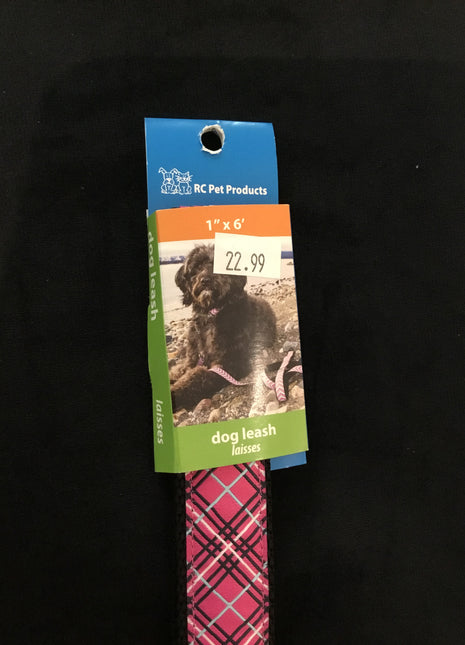 RC Pet Products
1" x 6'
22.99
dog leash
laisses
dog leash
laisses